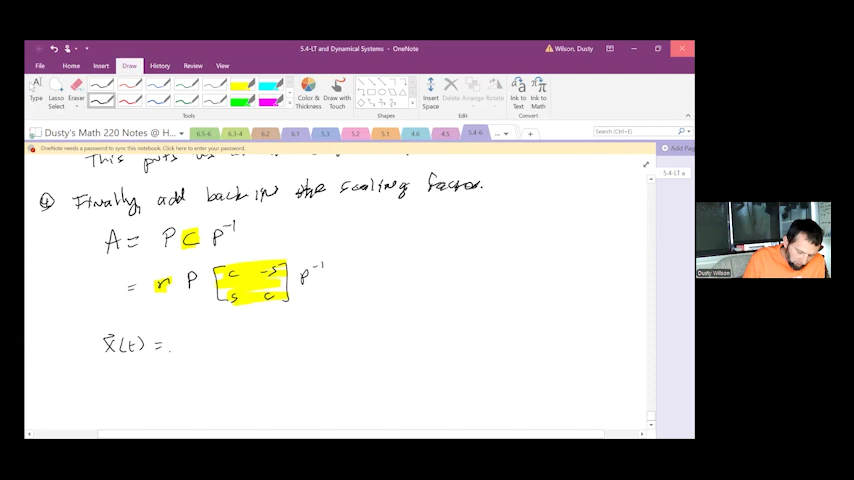 5.4-LT and Dynamical Systems - OneNote
Wilson, Dusty
File Home Insert Draw History Review View
Type Lasso Select Eraser
Color & Thickness Draw with Touch
Insert Space Delete Arrange Rotate
Ink to Text Ink to Math
Tools Shapes Edit Convert
Dusty's Math 220 Notes @ H... 6.5-6 6.3-4 6.2 6.1 5.3 5.2 5.1 4.6 4.5 5.4-6 ... + Search (Ctrl+E)
OneNote needs a password to sync this notebook. Click here to enter your password.
Add Pag
5.4-LT a
This puts us
④ Finally, add back in the scaling factor.
A = P C P⁻¹
= r P [c -s
s c] P⁻¹
x⃗(t) =
Dusty Wilson